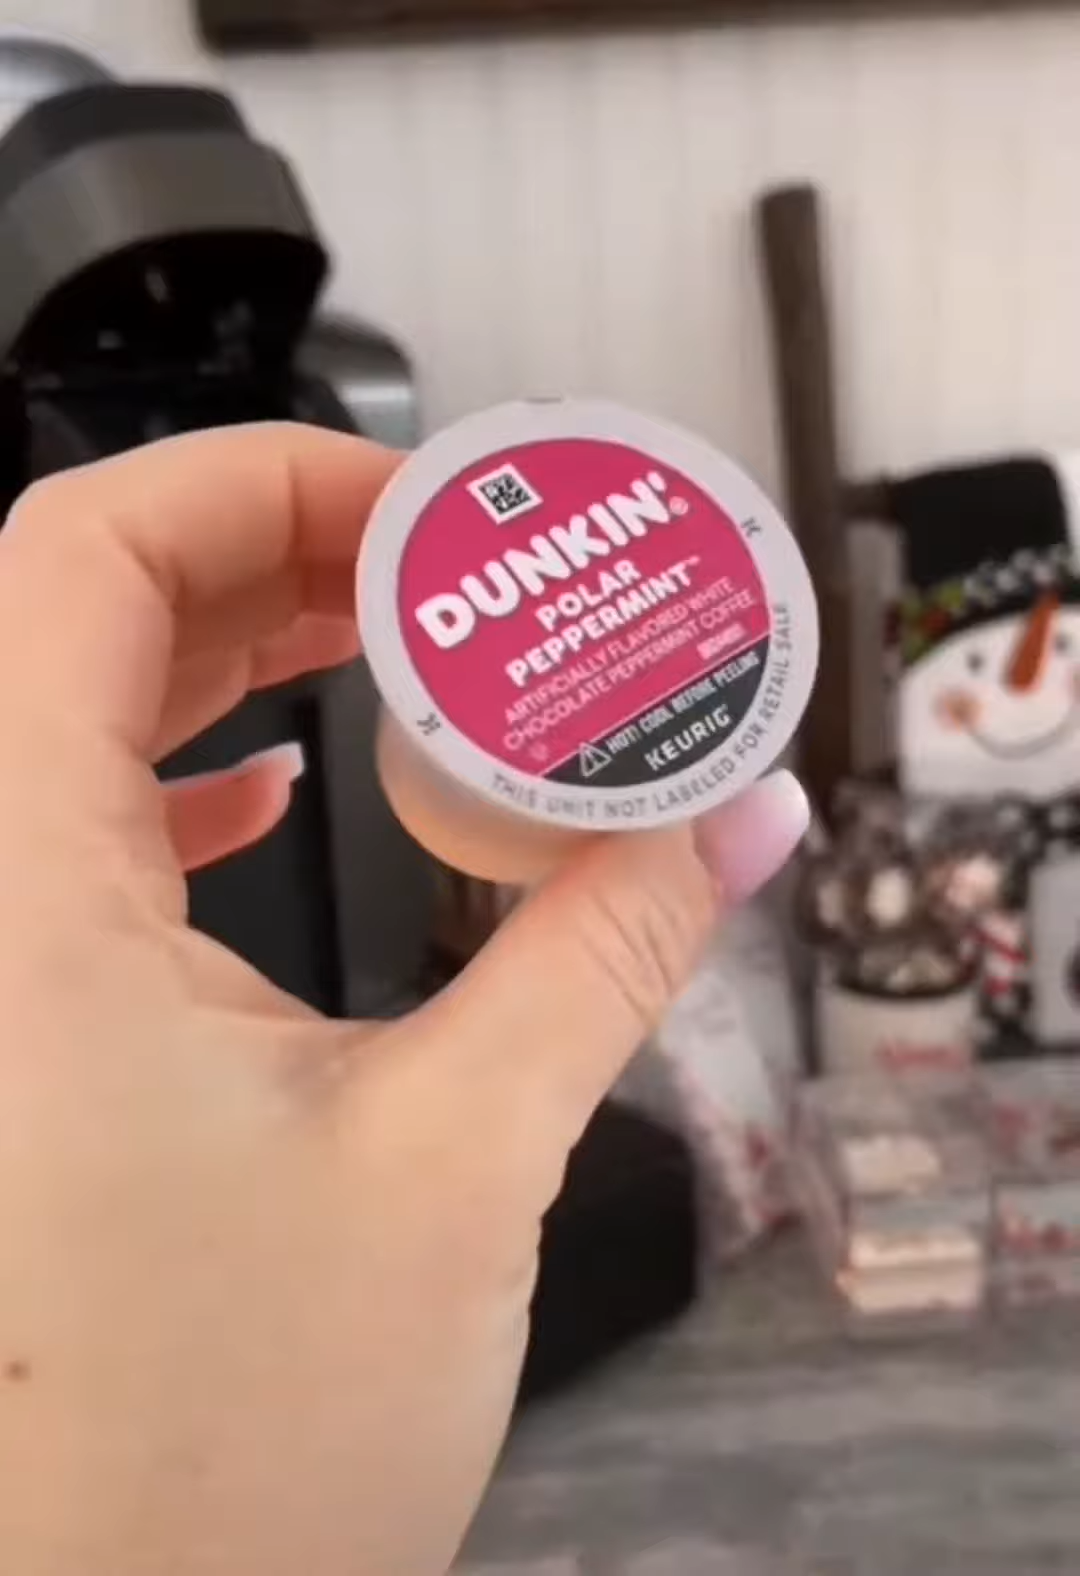 DUNKIN'®
POLAR
PEPPERMINT™
ARTIFICIALLY FLAVORED WHITE
CHOCOLATE PEPPERMINT COFFEE
HOT! COOL BEFORE PEELING
KEURIG
THIS UNIT NOT LABELED FOR RETAIL SALE